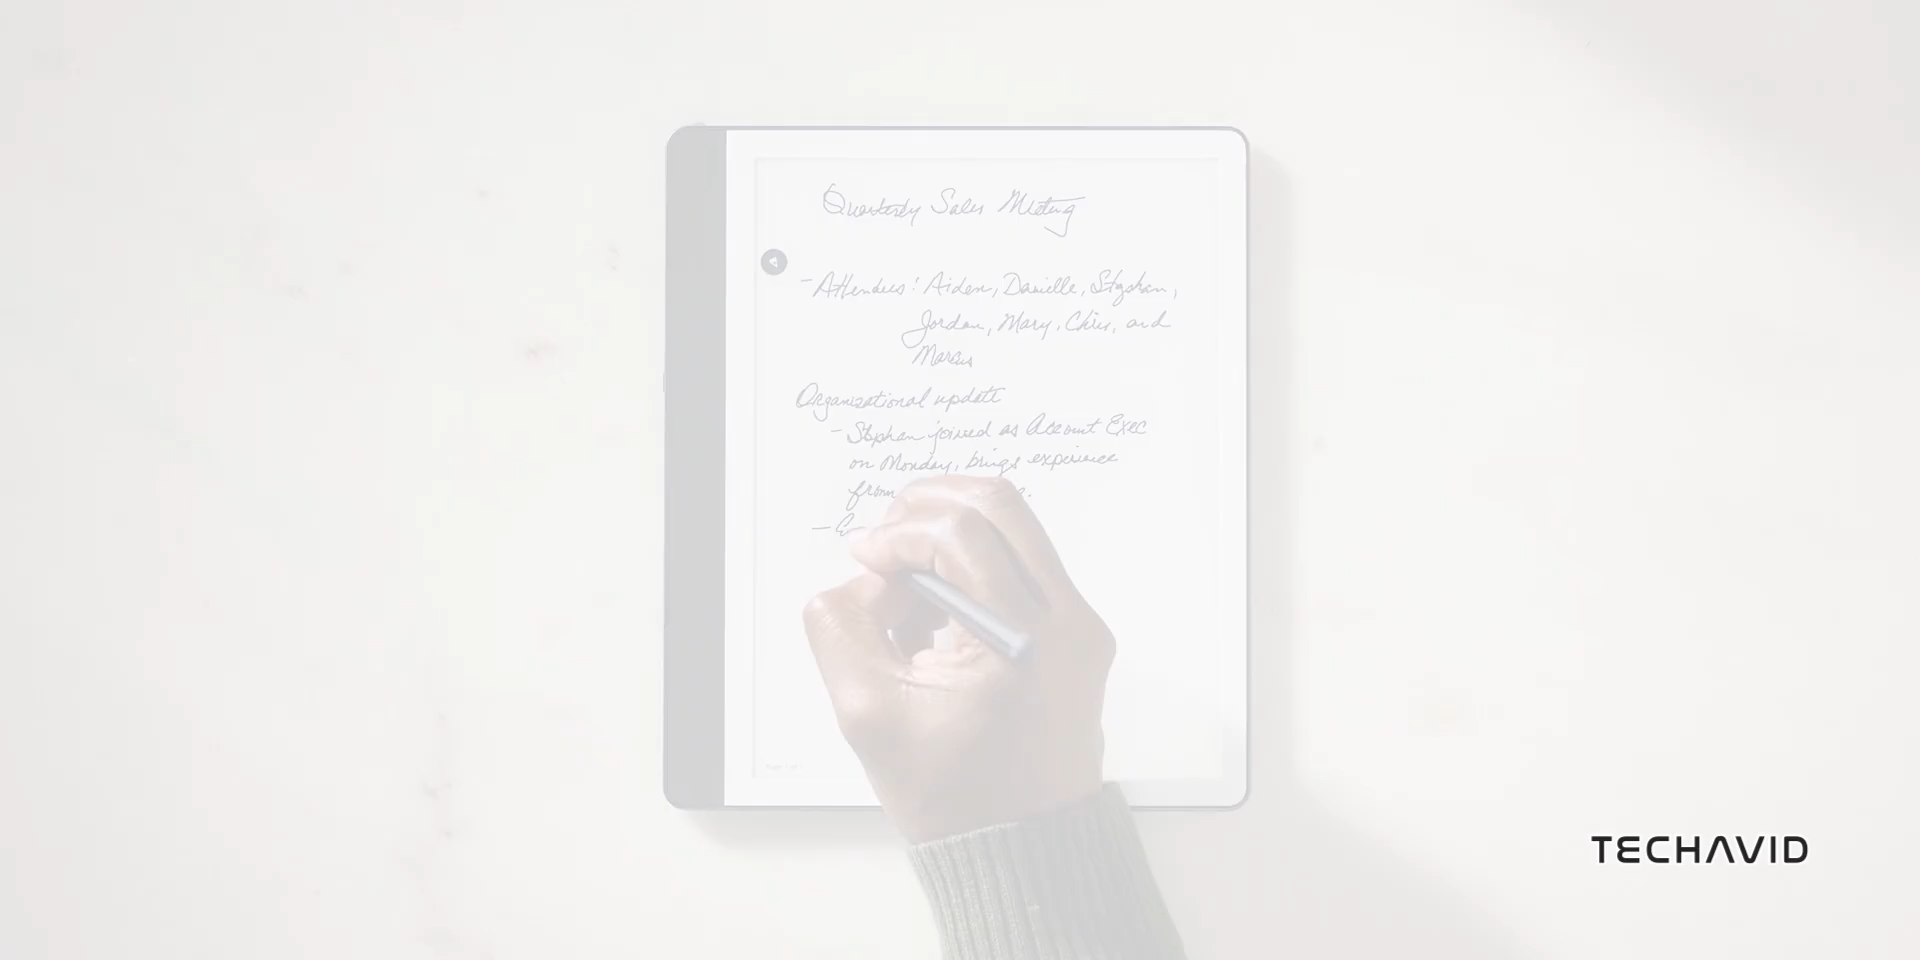 Quarterly Sales Meeting
- Attendees: Aiden, Danielle, Stephan,
Jordan, Mary, Chris, and
Marcus
Organizational update
- Stephan joined as Account Exec
on Monday, brings experience
from
TECHAVID